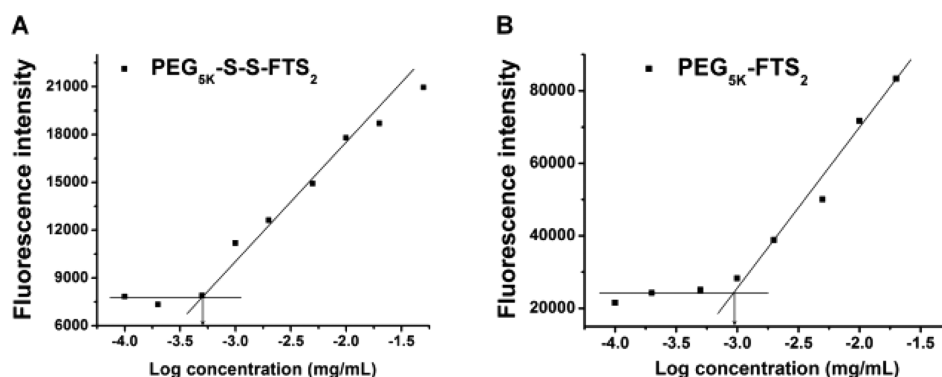 A
PEG5K-S-S-FTS2
Fluorescence intensity
21000
18000
15000
12000
9000
6000
-4.0 -3.5 -3.0 -2.5 -2.0 -1.5
Log concentration (mg/mL)
B
PEG5K-FTS2
Fluorescence intensity
80000
60000
40000
20000
-4.0 -3.5 -3.0 -2.5 -2.0 -1.5
Log concentration (mg/mL)